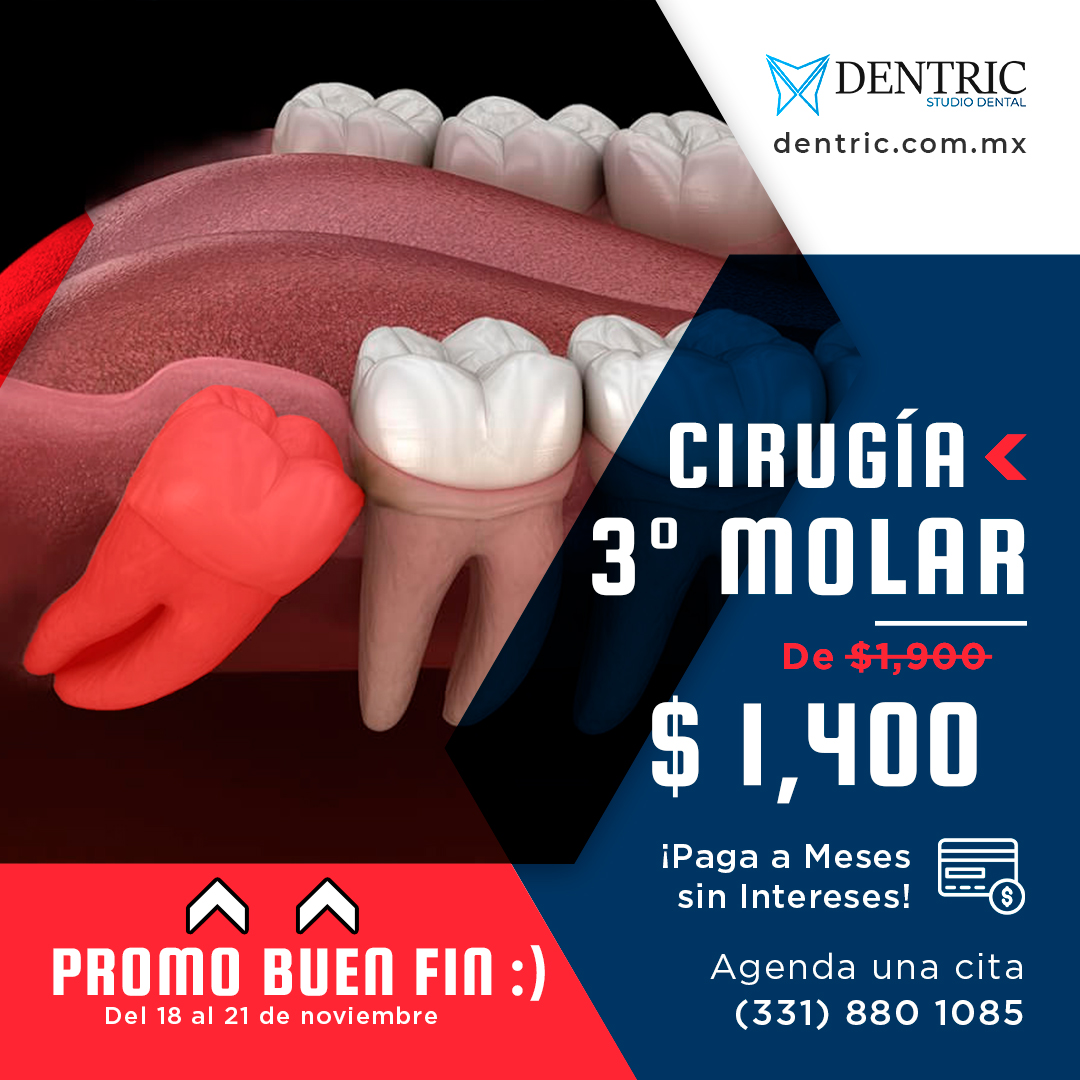 DENTRIC
STUDIO DENTAL
dentric.com.mx
CIRUGÍA
3º MOLAR
De $1,900
$ 1,400
¡Paga a Meses
sin Intereses!
Agenda una cita
(331) 880 1085
PROMO BUEN FIN :)
Del 18 al 21 de noviembre